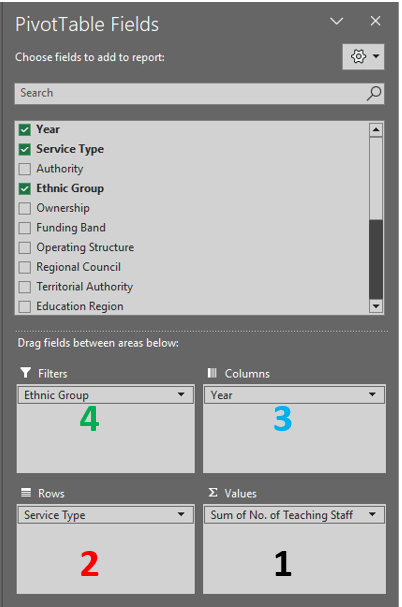 PivotTable Fields
Choose fields to add to report:
Search
Year
Service Type
Authority
Ethnic Group
Ownership
Funding Band
Operating Structure
Regional Council
Territorial Authority
Education Region
Drag fields between areas below:
Filters
Columns
Ethnic Group
Year
4
3
Rows
Σ Values
Service Type
Sum of No. of Teaching Staff
2
1